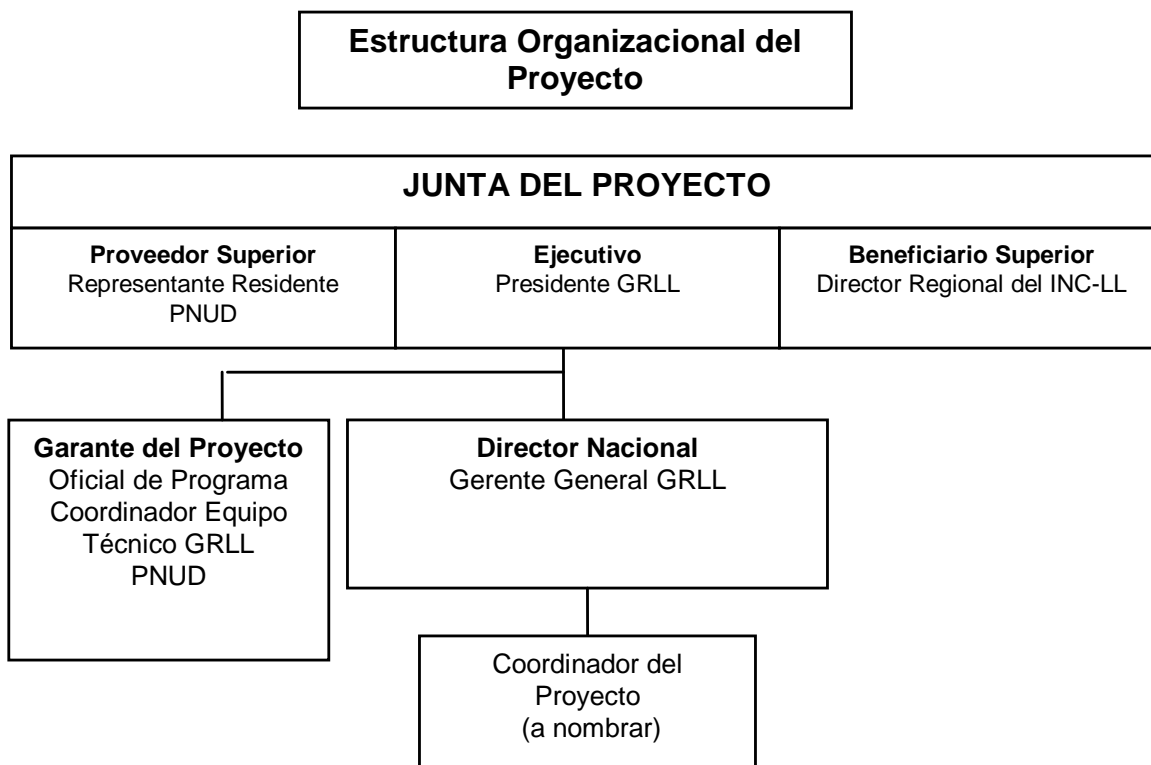 Estructura Organizacional del
Proyecto
JUNTA DEL PROYECTO
Proveedor Superior
Representante Residente
PNUD
Ejecutivo
Presidente GRLL
Beneficiario Superior
Director Regional del INC-LL
Garante del Proyecto
Oficial de Programa
Coordinador Equipo
Técnico GRLL
PNUD
Director Nacional
Gerente General GRLL
Coordinador del
Proyecto
(a nombrar)